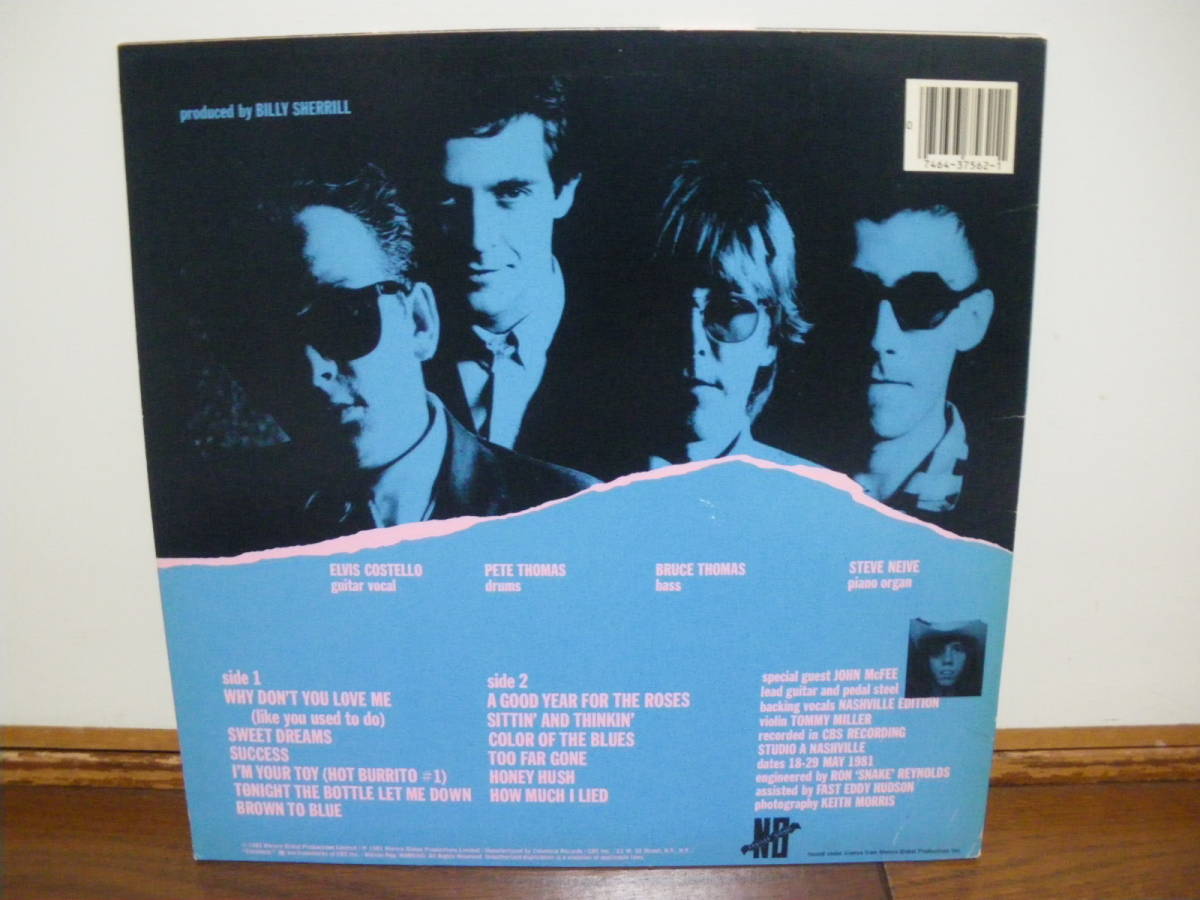 produced by BILLY SHERRILL
7464-37562-1
ELVIS COSTELLO
guitar vocal
PETE THOMAS
drums
BRUCE THOMAS
bass
STEVE NEIVE
piano organ
side 1
WHY DON'T YOU LOVE ME
(like you used to do)
SWEET DREAMS
SUCCESS
I'M YOUR TOY (HOT BURRITO #1)
TONIGHT THE BOTTLE LET ME DOWN
BROWN TO BLUE
side 2
A GOOD YEAR FOR THE ROSES
SITTIN' AND THINKIN'
COLOR OF THE BLUES
TOO FAR GONE
HONEY HUSH
HOW MUCH I LIED
special guest JOHN McFEE
lead guitar and pedal steel
backing vocals NASHVILLE EDITION
violin TOMMY MILLER
recorded in CBS RECORDING
STUDIO A NASHVILLE
dates 18-29 MAY 1981
engineered by RON 'SNAKE' REYNOLDS
assisted by FAST EDDY HUDSON
photography KEITH MORRIS